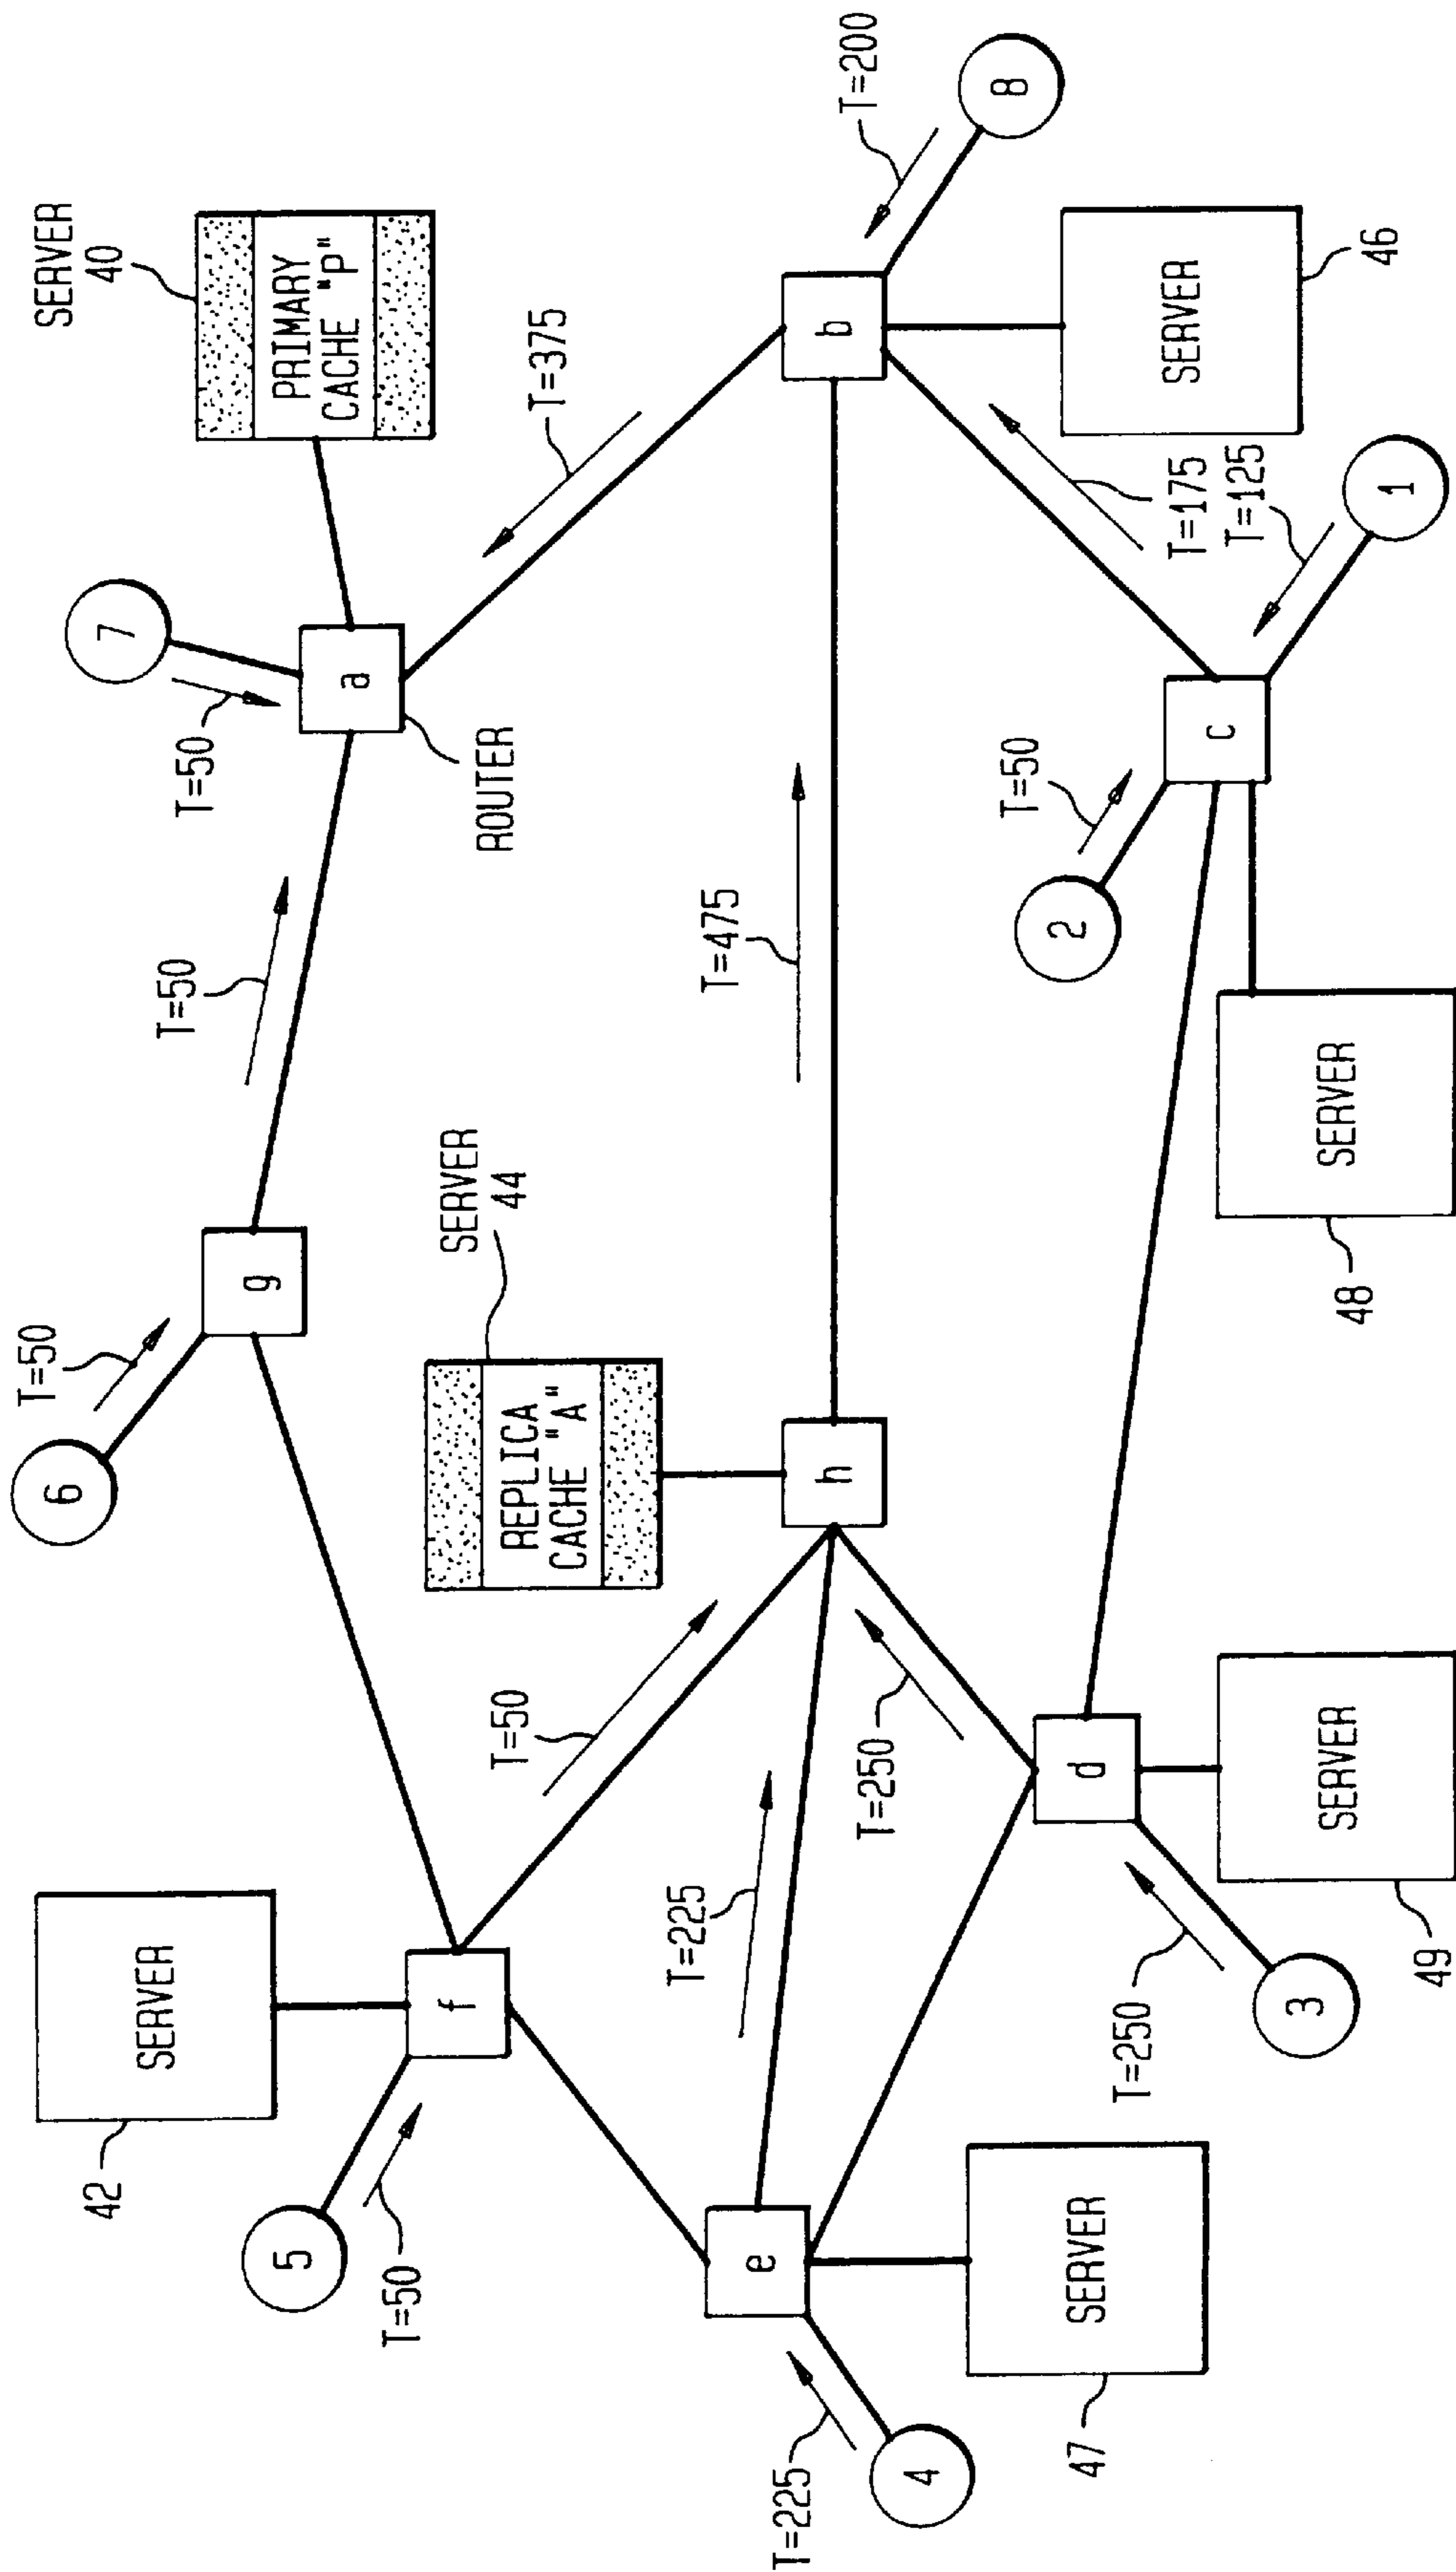 SERVER
40
PRIMARY
CACHE "P"
7
T=50
a
ROUTER
T=375
T=200
8
b
SERVER
46
T=50
g
T=50
6
SERVER
44
REPLICA
CACHE "A"
h
T=475
T=175
T=125
1
c
T=50
2
SERVER
48
SERVER
42
5
T=50
f
T=50
T=225
T=250
d
SERVER
49
3
T=250
e
SERVER
47
4
T=225